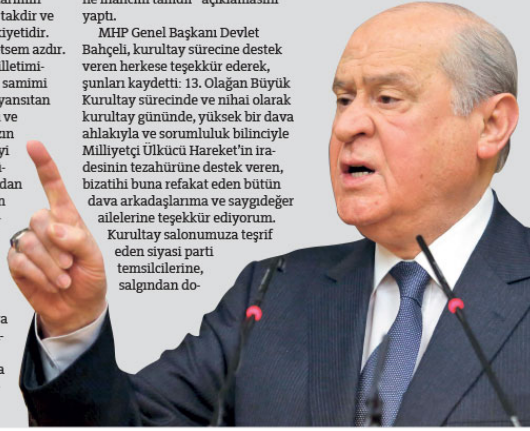 takdir ve
iyetidir.
tsem azdır.
lletimi-
samimi
yansıtan
ve
yaptı.
MHP Genel Başkanı Devlet
Bahçeli, kurultay sürecine destek
veren herkese teşekkür ederek,
şunları kaydetti: 13. Olağan Büyük
Kurultay sürecinde ve nihai olarak
kurultay gününde, yüksek bir dava
ahlakıyla ve sorumluluk bilinciyle
Milliyetçi Ülkücü Hareket'in ira-
desinin tezahürüne destek veren,
bizatihi buna refakat eden bütün
dava arkadaşlarıma ve saygıdeğer
ailelerine teşekkür ediyorum.
Kurultay salonumuza teşrif
eden siyasi parti
temsilcilerine,
salgından do-